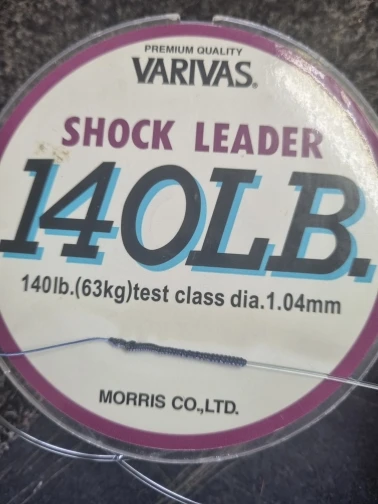 PREMIUM QUALITY
VARIVAS®
SHOCK LEADER
140LB.
140lb.(63kg)test class dia.1.04mm
MORRIS CO.,LTD.